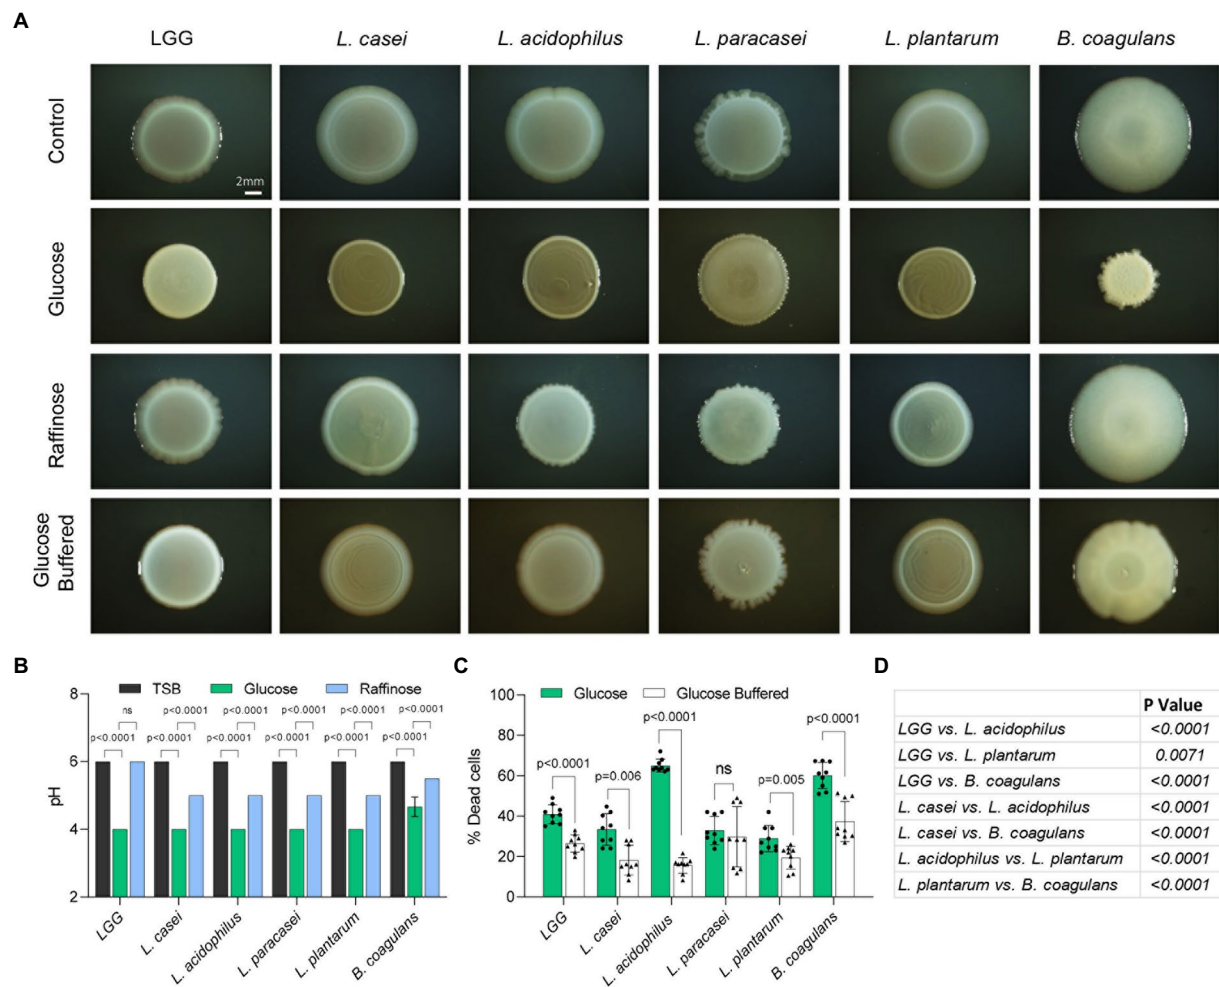 A
LGG
L. casei
L. acidophilus
L. paracasei
L. plantarum
B. coagulans
Control
2mm
Glucose
Raffinose
Glucose
Buffered
B
TSB
Glucose
Raffinose
ns
p<0.0001
p<0.0001
p<0.0001
p<0.0001
p<0.0001
p<0.0001
p<0.0001
p<0.0001
p<0.0001
p<0.0001
p<0.0001
pH
8
6
4
2
LGG
L. casei
L. acidophilus
L. paracasei
L. plantarum
B. coagulans
C
Glucose
Glucose Buffered
% Dead cells
100
80
60
40
20
0
p<0.0001
p=0.006
p<0.0001
ns
p=0.005
p<0.0001
LGG
L. casei
L. acidophilus
L. paracasei
L. plantarum
B. coagulans
D
P Value
LGG vs. L. acidophilus <0.0001
LGG vs. L. plantarum 0.0071
LGG vs. B. coagulans <0.0001
L. casei vs. L. acidophilus <0.0001
L. casei vs. B. coagulans <0.0001
L. acidophilus vs. L. plantarum <0.0001
L. plantarum vs. B. coagulans <0.0001